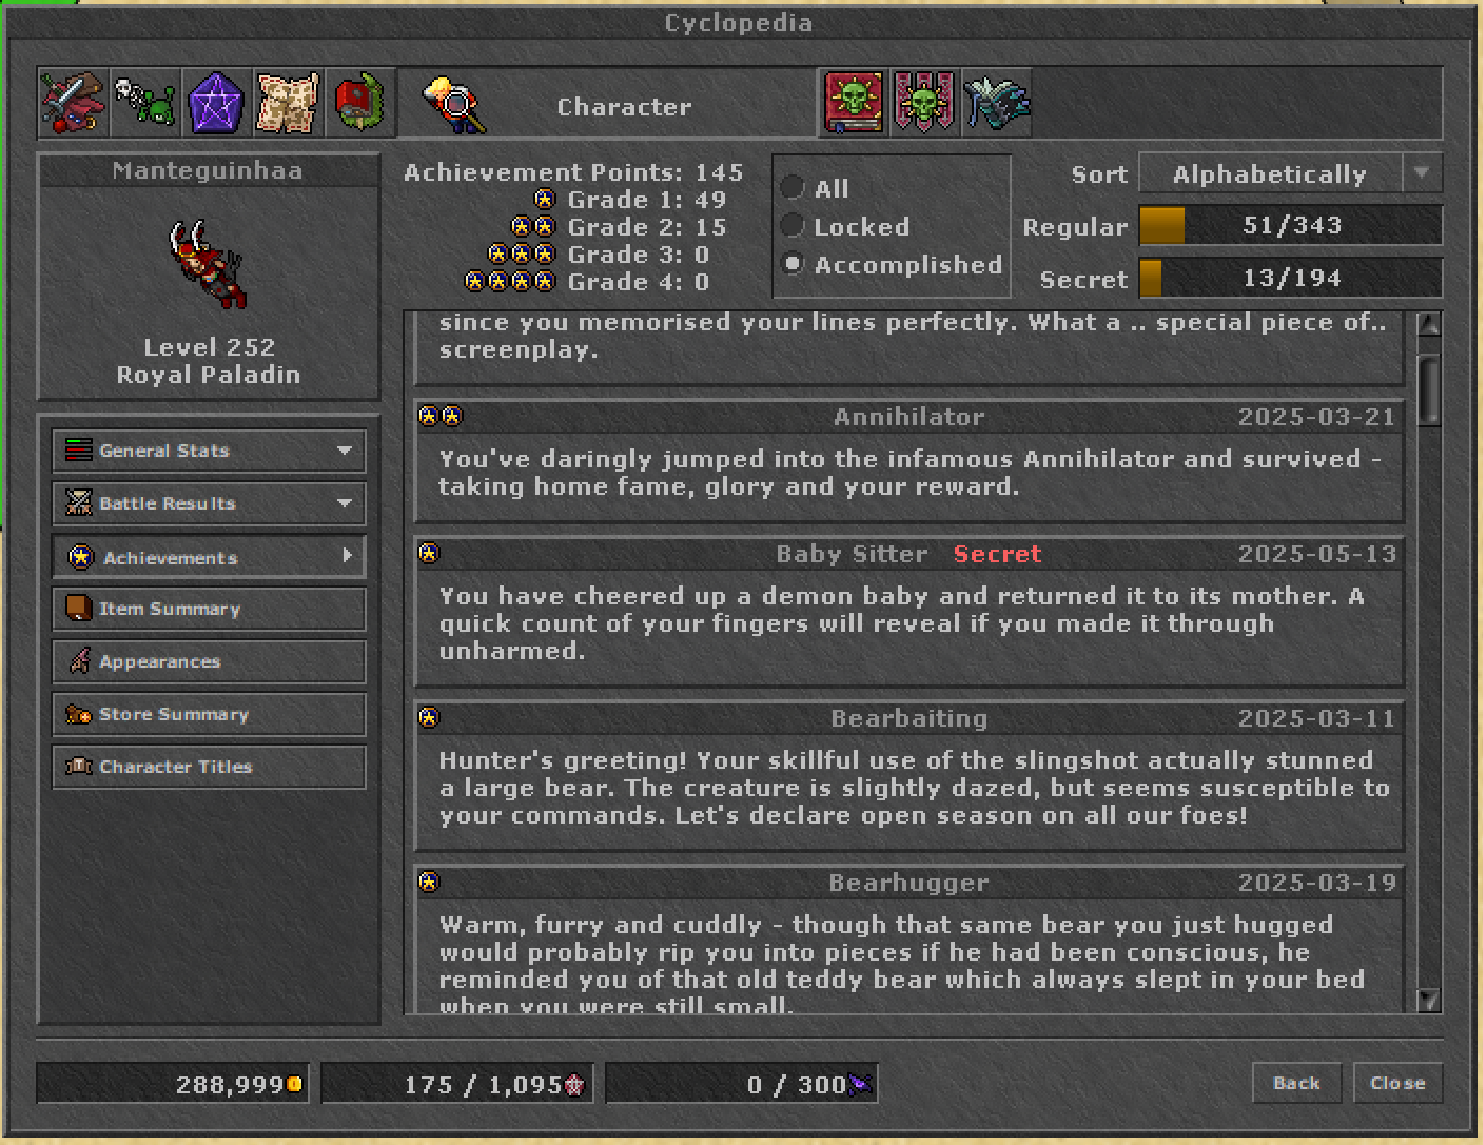 Cyclopedia
Character
Manteguinhaa
Level 252
Royal Paladin
General Stats
Battle Results
Achievements
Item Summary
Appearances
Store Summary
Character Titles
Achievement Points: 145
Grade 1: 49
Grade 2: 15
Grade 3: 0
Grade 4: 0
All
Locked
Accomplished
Sort Alphabetically
Regular 51/343
Secret 13/194
since you memorised your lines perfectly. What a .. special piece of..
screenplay.
Annihilator 2025-03-21
You've daringly jumped into the infamous Annihilator and survived -
taking home fame, glory and your reward.
Baby Sitter Secret 2025-05-13
You have cheered up a demon baby and returned it to its mother. A
quick count of your fingers will reveal if you made it through
unharmed.
Bearbaiting 2025-03-11
Hunter's greeting! Your skillful use of the slingshot actually stunned
a large bear. The creature is slightly dazed, but seems susceptible to
your commands. Let's declare open season on all our foes!
Bearhugger 2025-03-19
Warm, furry and cuddly - though that same bear you just hugged
would probably rip you into pieces if he had been conscious, he
reminded you of that old teddy bear which always slept in your bed
when you were still small.
288,999
175 / 1,095
0 / 300
Back
Close